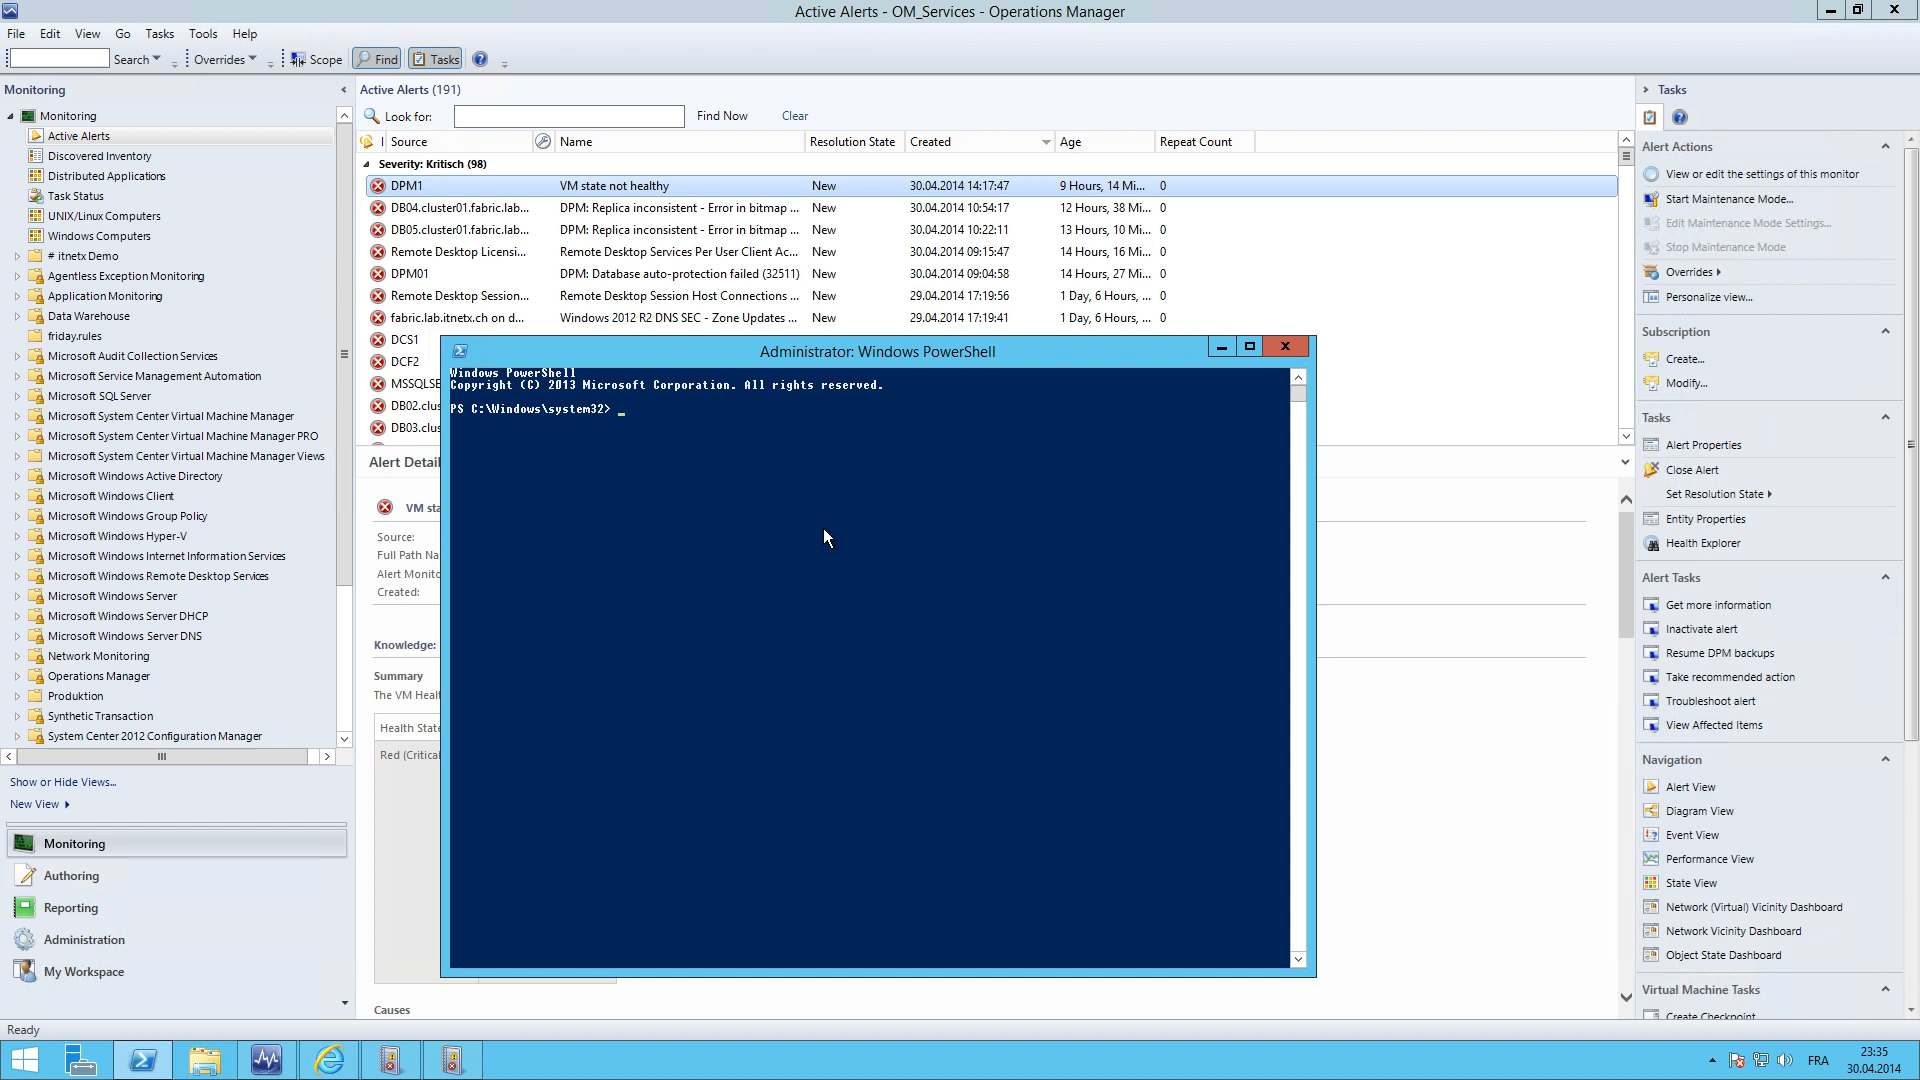 Active Alerts - OM_Services - Operations Manager
File Edit View Go Tasks Tools Help
Search Overrides Scope Find Tasks
Monitoring
Monitoring
Active Alerts
Discovered Inventory
Distributed Applications
Task Status
UNIX/Linux Computers
Windows Computers
# itnetx Demo
Agentless Exception Monitoring
Application Monitoring
Data Warehouse
friday.rules
Microsoft Audit Collection Services
Microsoft Service Management Automation
Microsoft SQL Server
Microsoft System Center Virtual Machine Manager
Microsoft System Center Virtual Machine Manager PRO
Microsoft System Center Virtual Machine Manager Views
Microsoft Windows Active Directory
Microsoft Windows Client
Microsoft Windows Group Policy
Microsoft Windows Hyper-V
Microsoft Windows Internet Information Services
Microsoft Windows Remote Desktop Services
Microsoft Windows Server
Microsoft Windows Server DHCP
Microsoft Windows Server DNS
Network Monitoring
Operations Manager
Produktion
Synthetic Transaction
System Center 2012 Configuration Manager
Show or Hide Views...
New View
Monitoring
Authoring
Reporting
Administration
My Workspace
Active Alerts (191)
Look for: Find Now Clear
Source Name Resolution State Created Age Repeat Count
Severity: Kritisch (98)
DPM1 VM state not healthy New 30.04.2014 14:17:47 9 Hours, 14 Mi... 0
DB04.cluster01.fabric.lab... DPM: Replica inconsistent - Error in bitmap ... New 30.04.2014 10:54:17 12 Hours, 38 Mi... 0
DB05.cluster01.fabric.lab... DPM: Replica inconsistent - Error in bitmap ... New 30.04.2014 10:22:11 13 Hours, 10 Mi... 0
Remote Desktop Licensi... Remote Desktop Services Per User Client Ac... New 30.04.2014 09:15:47 14 Hours, 16 Mi... 0
DPM01 DPM: Database auto-protection failed (32511) New 30.04.2014 09:04:58 14 Hours, 27 Mi... 0
Remote Desktop Session... Remote Desktop Session Host Connections ... New 29.04.2014 17:19:56 1 Day, 6 Hours, ... 0
fabric.lab.itnetx.ch on d... Windows 2012 R2 DNS SEC - Zone Updates ... New 29.04.2014 17:19:41 1 Day, 6 Hours, ... 0
DCS1
DCF2
MSSQLSE
DB02.clus
DB03.clus
Alert Detail
VM sta
Source:
Full Path Na
Alert Monito
Created:
Knowledge:
Summary
The VM Healt
Health State
Red (Critical
Causes
Administrator: Windows PowerShell
Windows PowerShell
Copyright (C) 2013 Microsoft Corporation. All rights reserved.
PS C:\Windows\system32> _
Tasks
Alert Actions
View or edit the settings of this monitor
Start Maintenance Mode...
Edit Maintenance Mode Settings...
Stop Maintenance Mode
Overrides
Personalize view...
Subscription
Create...
Modify...
Tasks
Alert Properties
Close Alert
Set Resolution State
Entity Properties
Health Explorer
Alert Tasks
Get more information
Inactivate alert
Resume DPM backups
Take recommended action
Troubleshoot alert
View Affected Items
Navigation
Alert View
Diagram View
Event View
Performance View
State View
Network (Virtual) Vicinity Dashboard
Network Vicinity Dashboard
Object State Dashboard
Virtual Machine Tasks
Create Checkpoint
Ready
FRA
23:35
30.04.2014